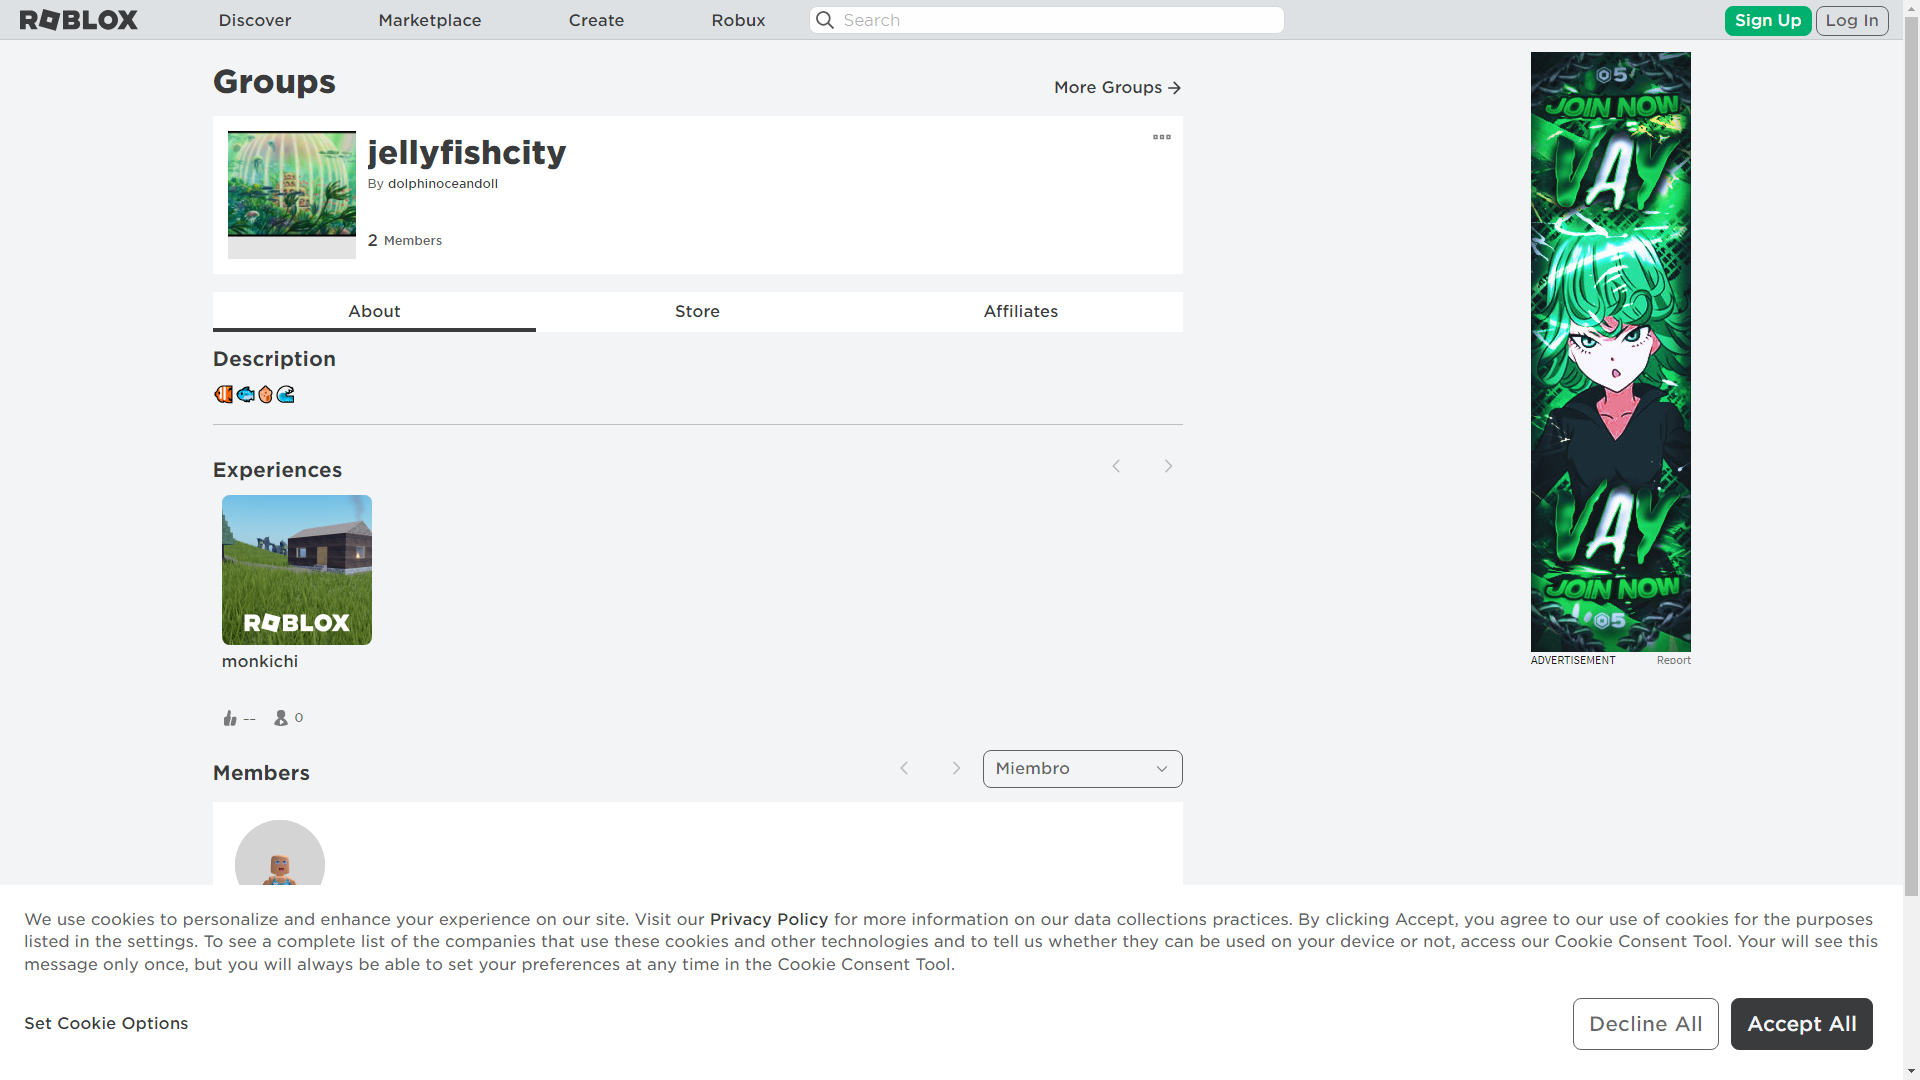 ROBLOX
Discover
Marketplace
Create
Robux
Search
Sign Up
Log In
Groups
More Groups
jellyfishcity
By dolphinoceandoll
2 Members
About
Store
Affiliates
Description
Experiences
ROBLOX
monkichi
--
0
Members
Miembro
5
JOIN NOW
VAY
VAY
JOIN NOW
5
ADVERTISEMENT
Report
We use cookies to personalize and enhance your experience on our site. Visit our Privacy Policy for more information on our data collections practices. By clicking Accept, you agree to our use of cookies for the purposes
listed in the settings. To see a complete list of the companies that use these cookies and other technologies and to tell us whether they can be used on your device or not, access our Cookie Consent Tool. Your will see this
message only once, but you will always be able to set your preferences at any time in the Cookie Consent Tool.
Set Cookie Options
Decline All
Accept All